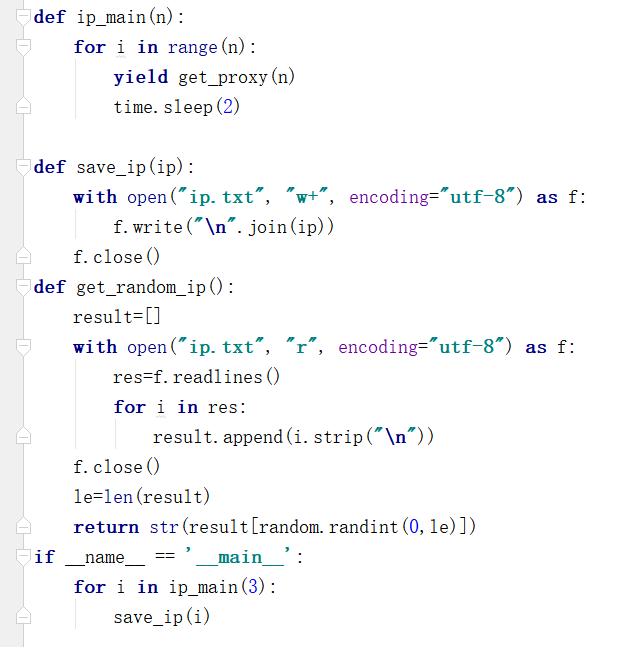 def ip_main(n):
    for i in range(n):
        yield get_proxy(n)
        time.sleep(2)
def save_ip(ip):
    with open("ip.txt", "w+", encoding="utf-8") as f:
        f.write("\n".join(ip))
    f.close()
def get_random_ip():
    result=[]
    with open("ip.txt", "r", encoding="utf-8") as f:
        res=f.readlines()
        for i in res:
            result.append(i.strip("\n"))
    f.close()
    le=len(result)
    return str(result[random.randint(0,le)])
if __name__ == '__main__':
    for i in ip_main(3):
        save_ip(i)